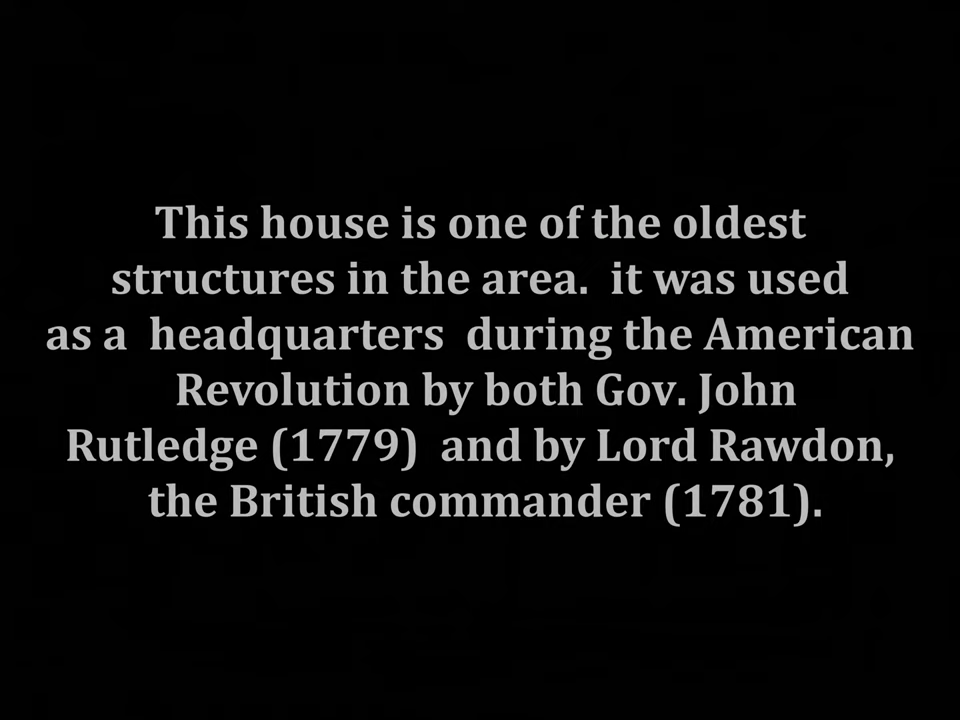 This house is one of the oldest
structures in the area.  it was used
as a  headquarters  during the American
Revolution by both Gov. John
Rutledge (1779)  and by Lord Rawdon,
the British commander (1781).